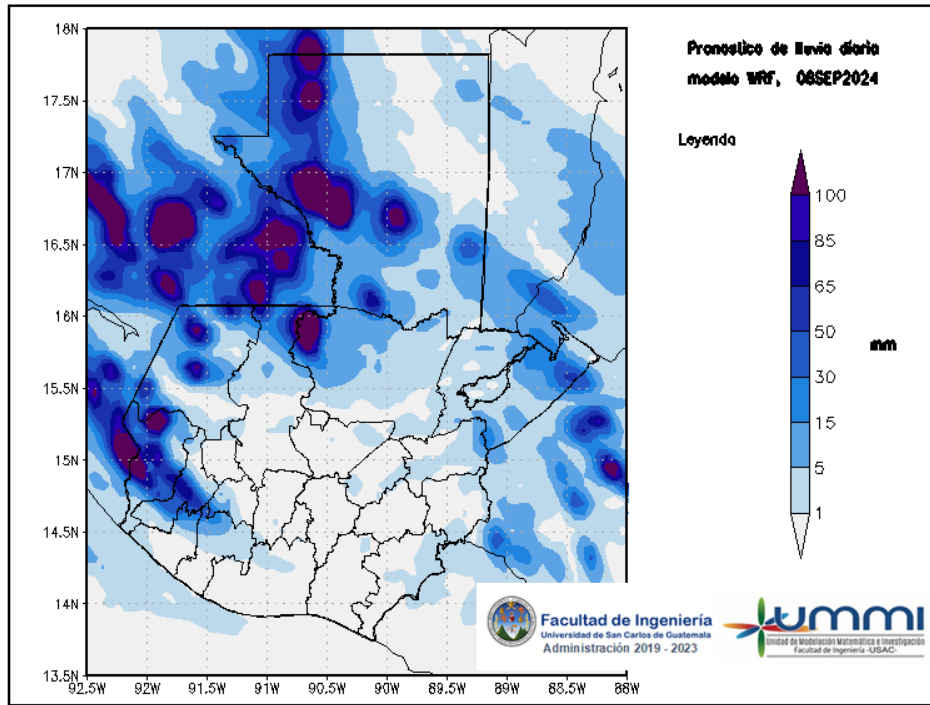 18N
17.5N
17N
16.5N
16N
15.5N
15N
14.5N
14N
13.5N
92.5W
92W
91.5W
91W
90.5W
90W
89.5W
89W
88.5W
88W
Pronostico de lluvia diaria
modelo WRF, 08SEP2024
Leyenda
100
85
65
50
30
15
5
1
mm
Facultad de Ingeniería
Universidad de San Carlos de Guatemala
Administración 2019 - 2023
UMMI
Unidad de Modelación Matemática e Investigación
Facultad de Ingeniería -USAC-